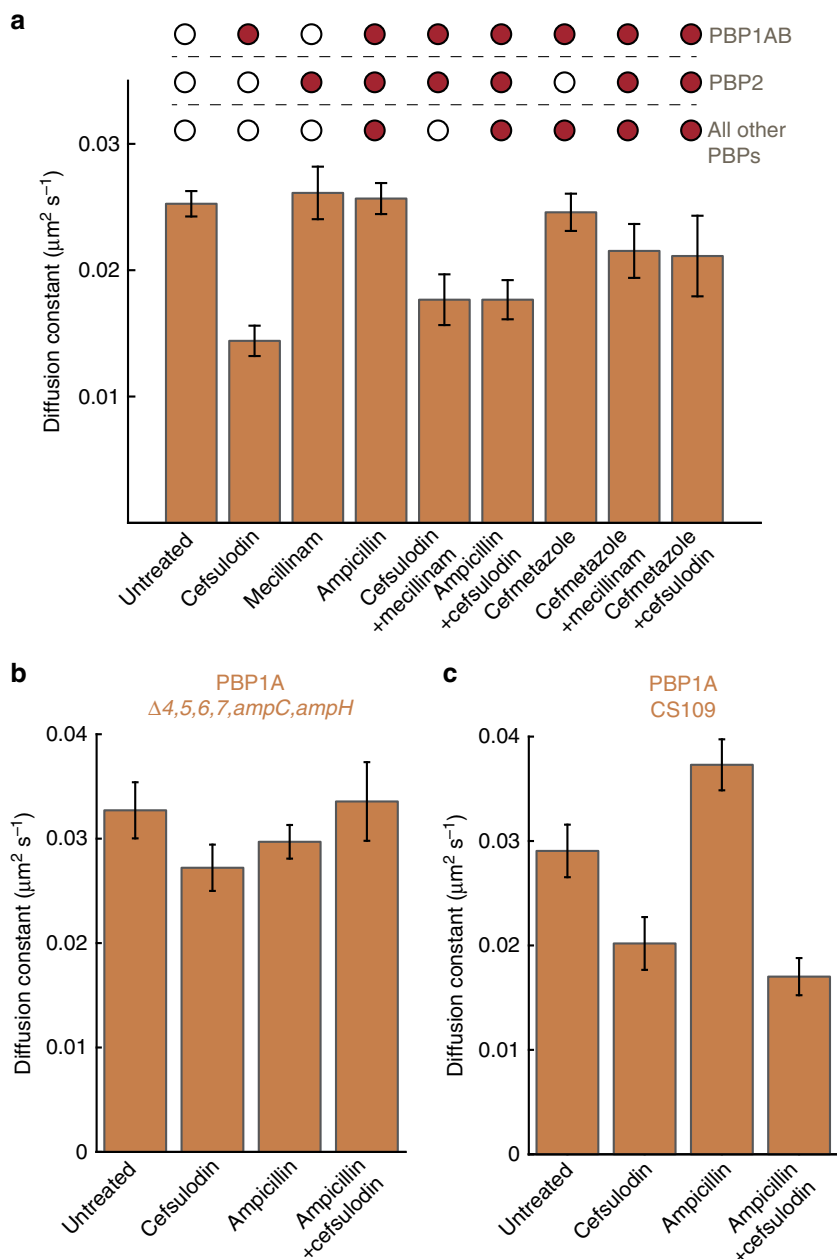 a
PBP1AB
PBP2
All other
PBPs
Diffusion constant (μm² s⁻¹)
0.03
0.02
0.01
Untreated
Cefsulodin
Mecillinam
Ampicillin
Cefsulodin
+mecillinam
Ampicillin
+cefsulodin
Cefmetazole
Cefmetazole
+mecillinam
Cefmetazole
+cefsulodin
b
PBP1A
Δ4,5,6,7,ampC,ampH
Diffusion constant (μm² s⁻¹)
0.04
0.03
0.02
0.01
0
Untreated
Cefsulodin
Ampicillin
Ampicillin
+cefsulodin
c
PBP1A
CS109
Diffusion constant (μm² s⁻¹)
0.04
0.03
0.02
0.01
0
Untreated
Cefsulodin
Ampicillin
Ampicillin
+cefsulodin